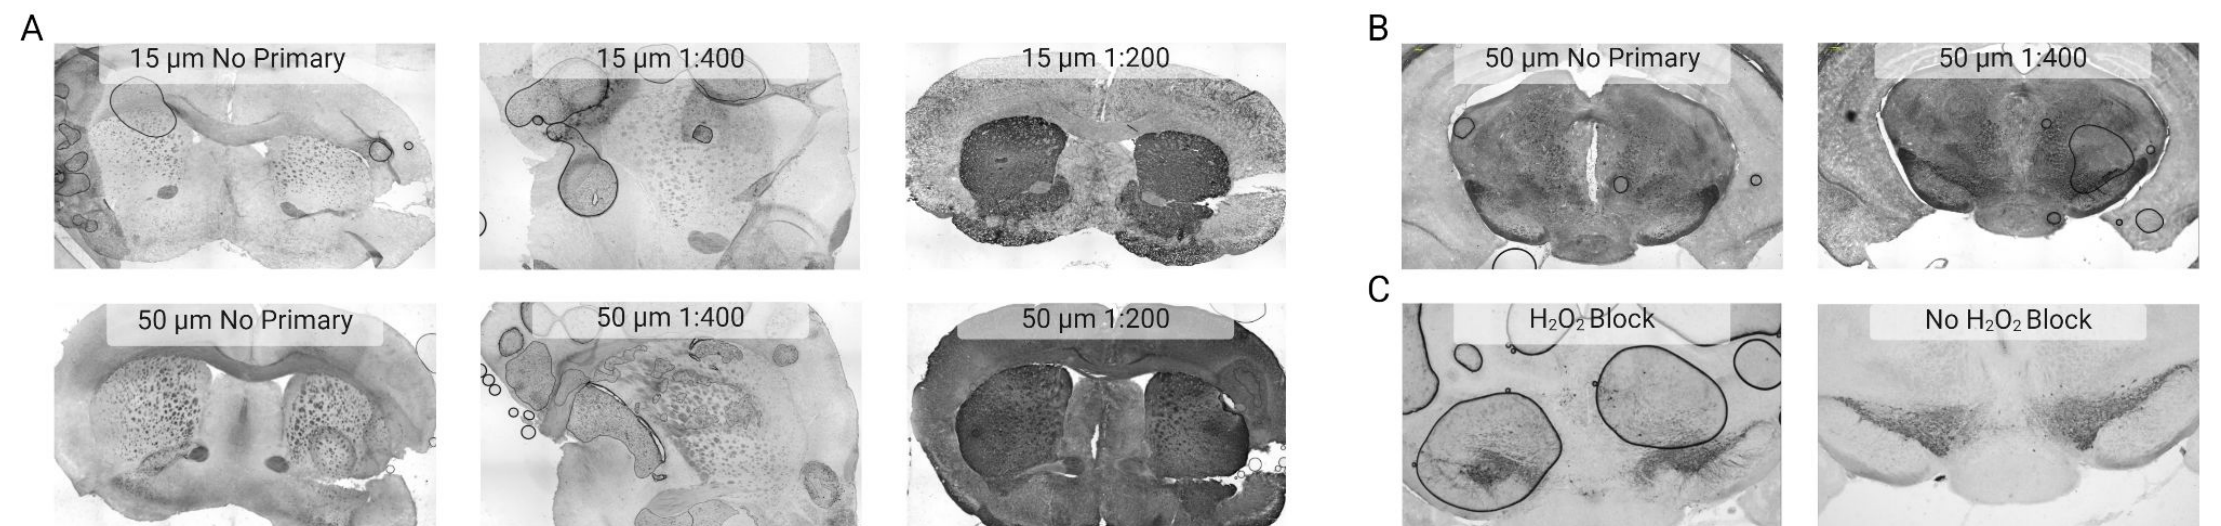 A
15 μm No Primary
15 μm 1:400
15 μm 1:200
50 μm No Primary
50 μm 1:400
50 μm 1:200
B
50 μm No Primary
50 μm 1:400
C
H₂O₂ Block
No H₂O₂ Block